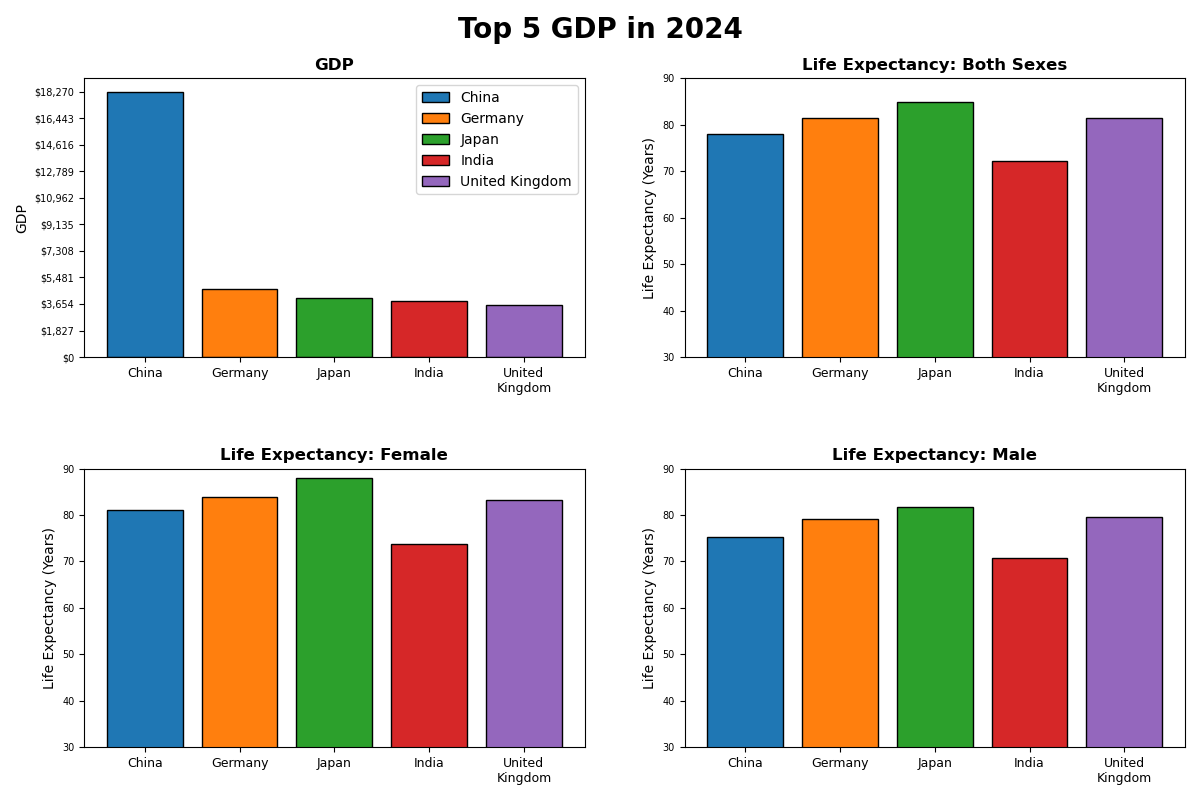 Top 5 GDP in 2024
GDP
GDP
$18,270
$16,443
$14,616
$12,789
$10,962
$9,135
$7,308
$5,481
$3,654
$1,827
$0
China
Germany
Japan
India
United Kingdom
China
Germany
Japan
India
United
Kingdom
Life Expectancy: Both Sexes
Life Expectancy (Years)
90
80
70
60
50
40
30
China
Germany
Japan
India
United
Kingdom
Life Expectancy: Female
Life Expectancy (Years)
90
80
70
60
50
40
30
China
Germany
Japan
India
United
Kingdom
Life Expectancy: Male
Life Expectancy (Years)
90
80
70
60
50
40
30
China
Germany
Japan
India
United
Kingdom